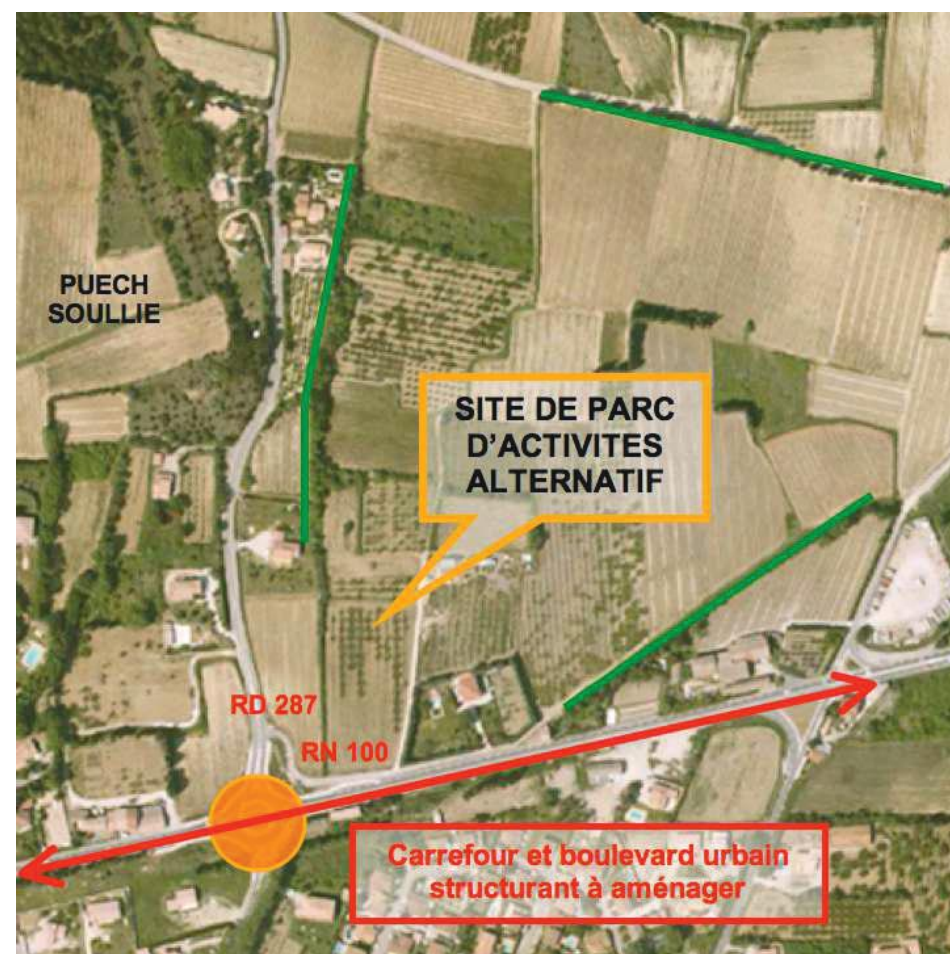 PUECH
SOULLIE
SITE DE PARC
D'ACTIVITES
ALTERNATIF
RD 287
RN 100
Carrefour et boulevard urbain
structurant à aménager